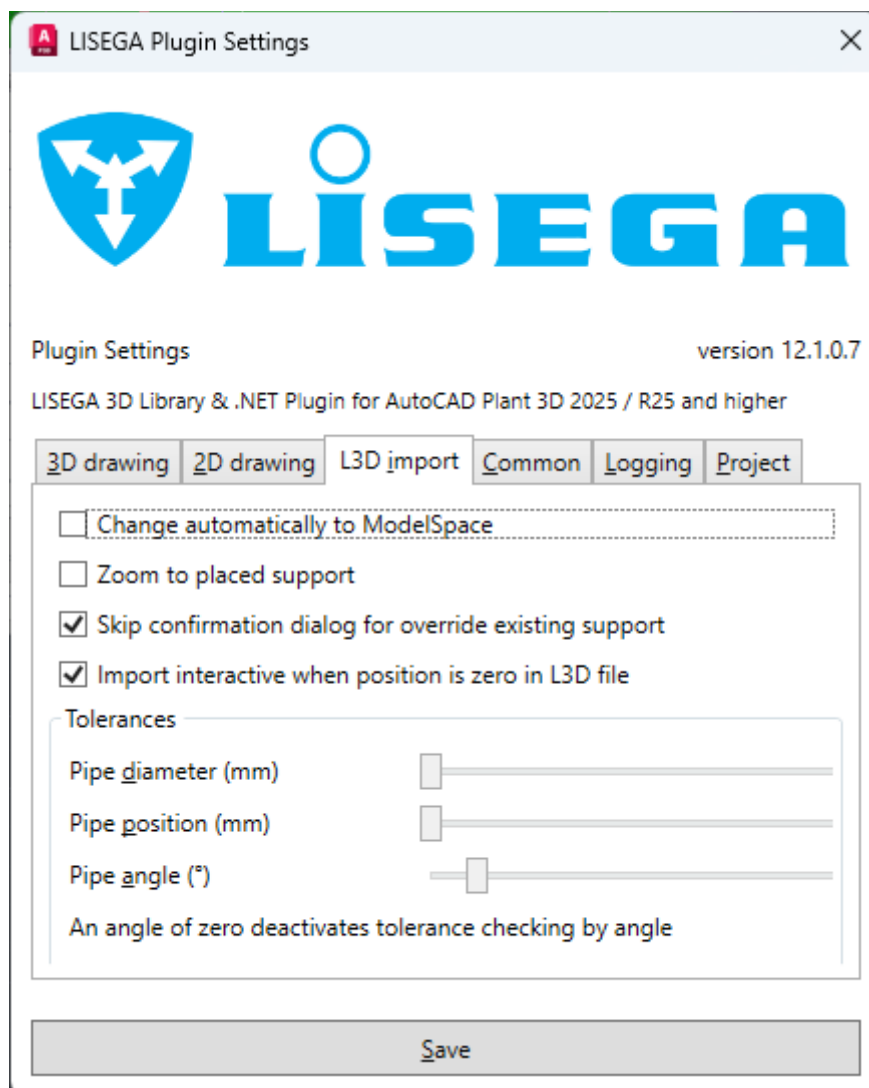 LISEGA Plugin Settings
LISEGA
Plugin Settings version 12.1.0.7
LISEGA 3D Library & .NET Plugin for AutoCAD Plant 3D 2025 / R25 and higher
3D drawing 2D drawing L3D import Common Logging Project
Change automatically to ModelSpace
Zoom to placed support
Skip confirmation dialog for override existing support
Import interactive when position is zero in L3D file
Tolerances
Pipe diameter (mm)
Pipe position (mm)
Pipe angle (°)
An angle of zero deactivates tolerance checking by angle
Save